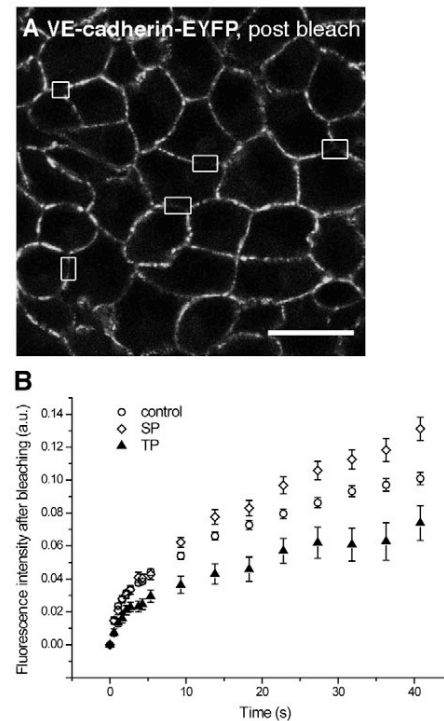 A VE-cadherin-EYFP, post bleach
B
control
SP
TP
Fluorescence intensity after bleaching (a.u.)
0.14
0.12
0.10
0.08
0.06
0.04
0.02
0.00
0 10 20 30 40
Time (s)